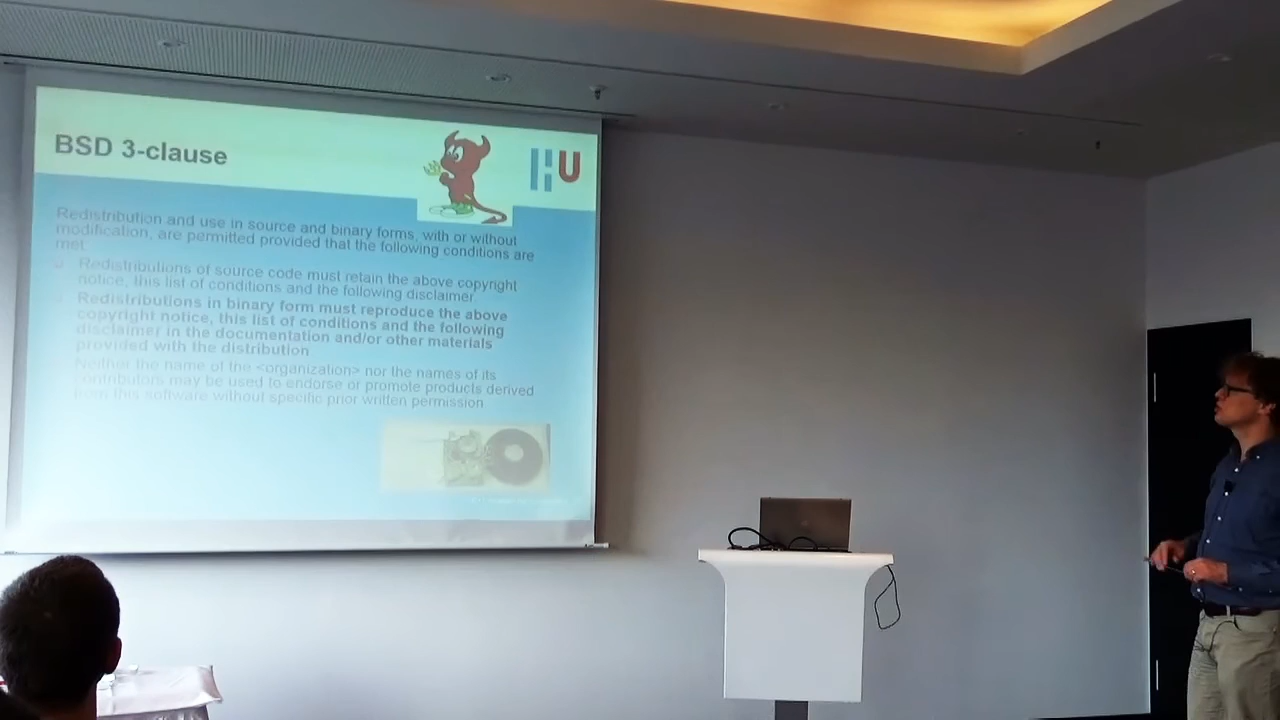 BSD 3-clause
HU
Redistribution and use in source and binary forms, with or without
modification, are permitted provided that the following conditions are
met
Redistributions of source code must retain the above copyright
notice, this list of conditions and the following disclaimer.
Redistributions in binary form must reproduce the above
copyright notice, this list of conditions and the following
disclaimer in the documentation and/or other materials
provided with the distribution
Neither the name of the <organization> nor the names of its
contributors may be used to endorse or promote products derived
from this software without specific prior written permission